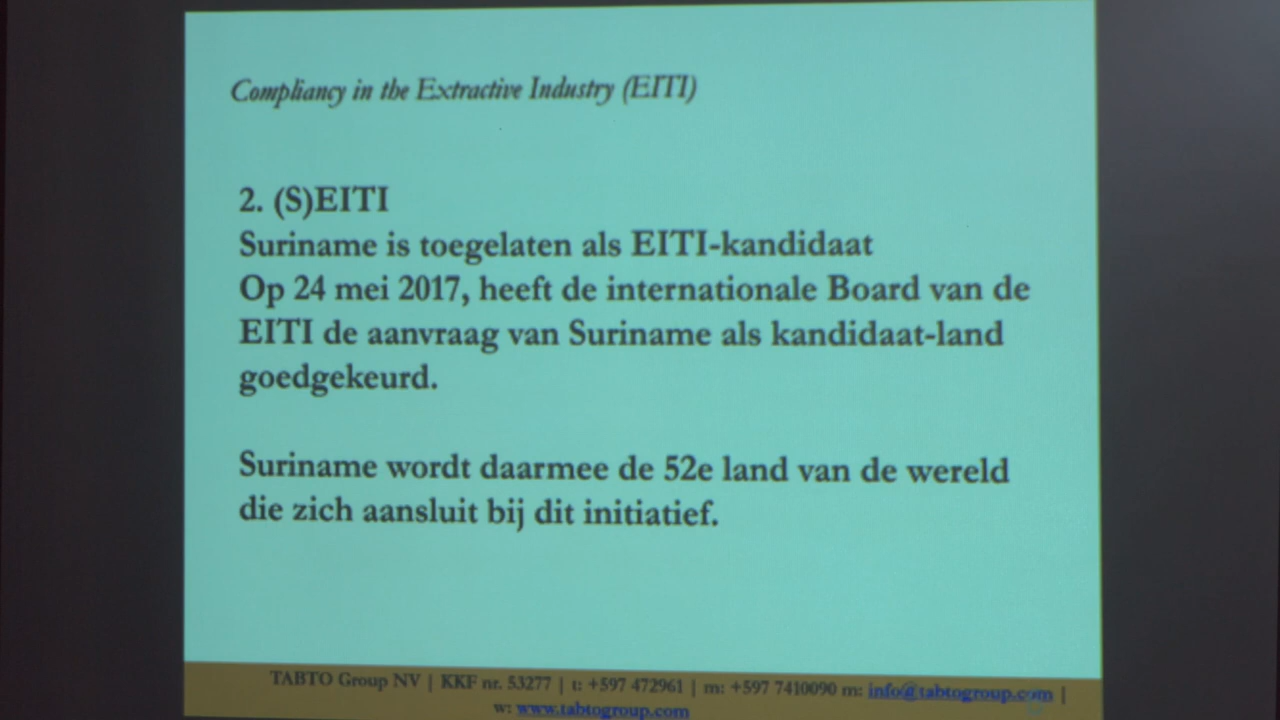 Compliancy in the Extractive Industry (EITI)
2. (S)EITI
Suriname is toegelaten als EITI-kandidaat
Op 24 mei 2017, heeft de internationale Board van de
EITI de aanvraag van Suriname als kandidaat-land
goedgekeurd.
Suriname wordt daarmee de 52e land van de wereld
die zich aansluit bij dit initiatief.
TABTO Group NV | KKF nr. 53277 | t: +597 472961 | m: +597 7410090 m: info@tabtogroup.com |
w: www.tabtogroup.com